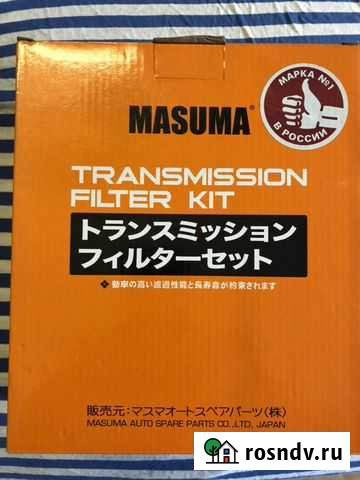 МАРКА №1
В РОССИИ
MASUMA®
TRANSMISSION
FILTER KIT
トランスミッション
フィルターセット
❖効率の高い濾過性能と長寿命が約束されます
販売元:マスマオートスペアパーツ(株)
MASUMA AUTO SPARE PARTS CO.,LTD, JAPAN
rosndv.ru